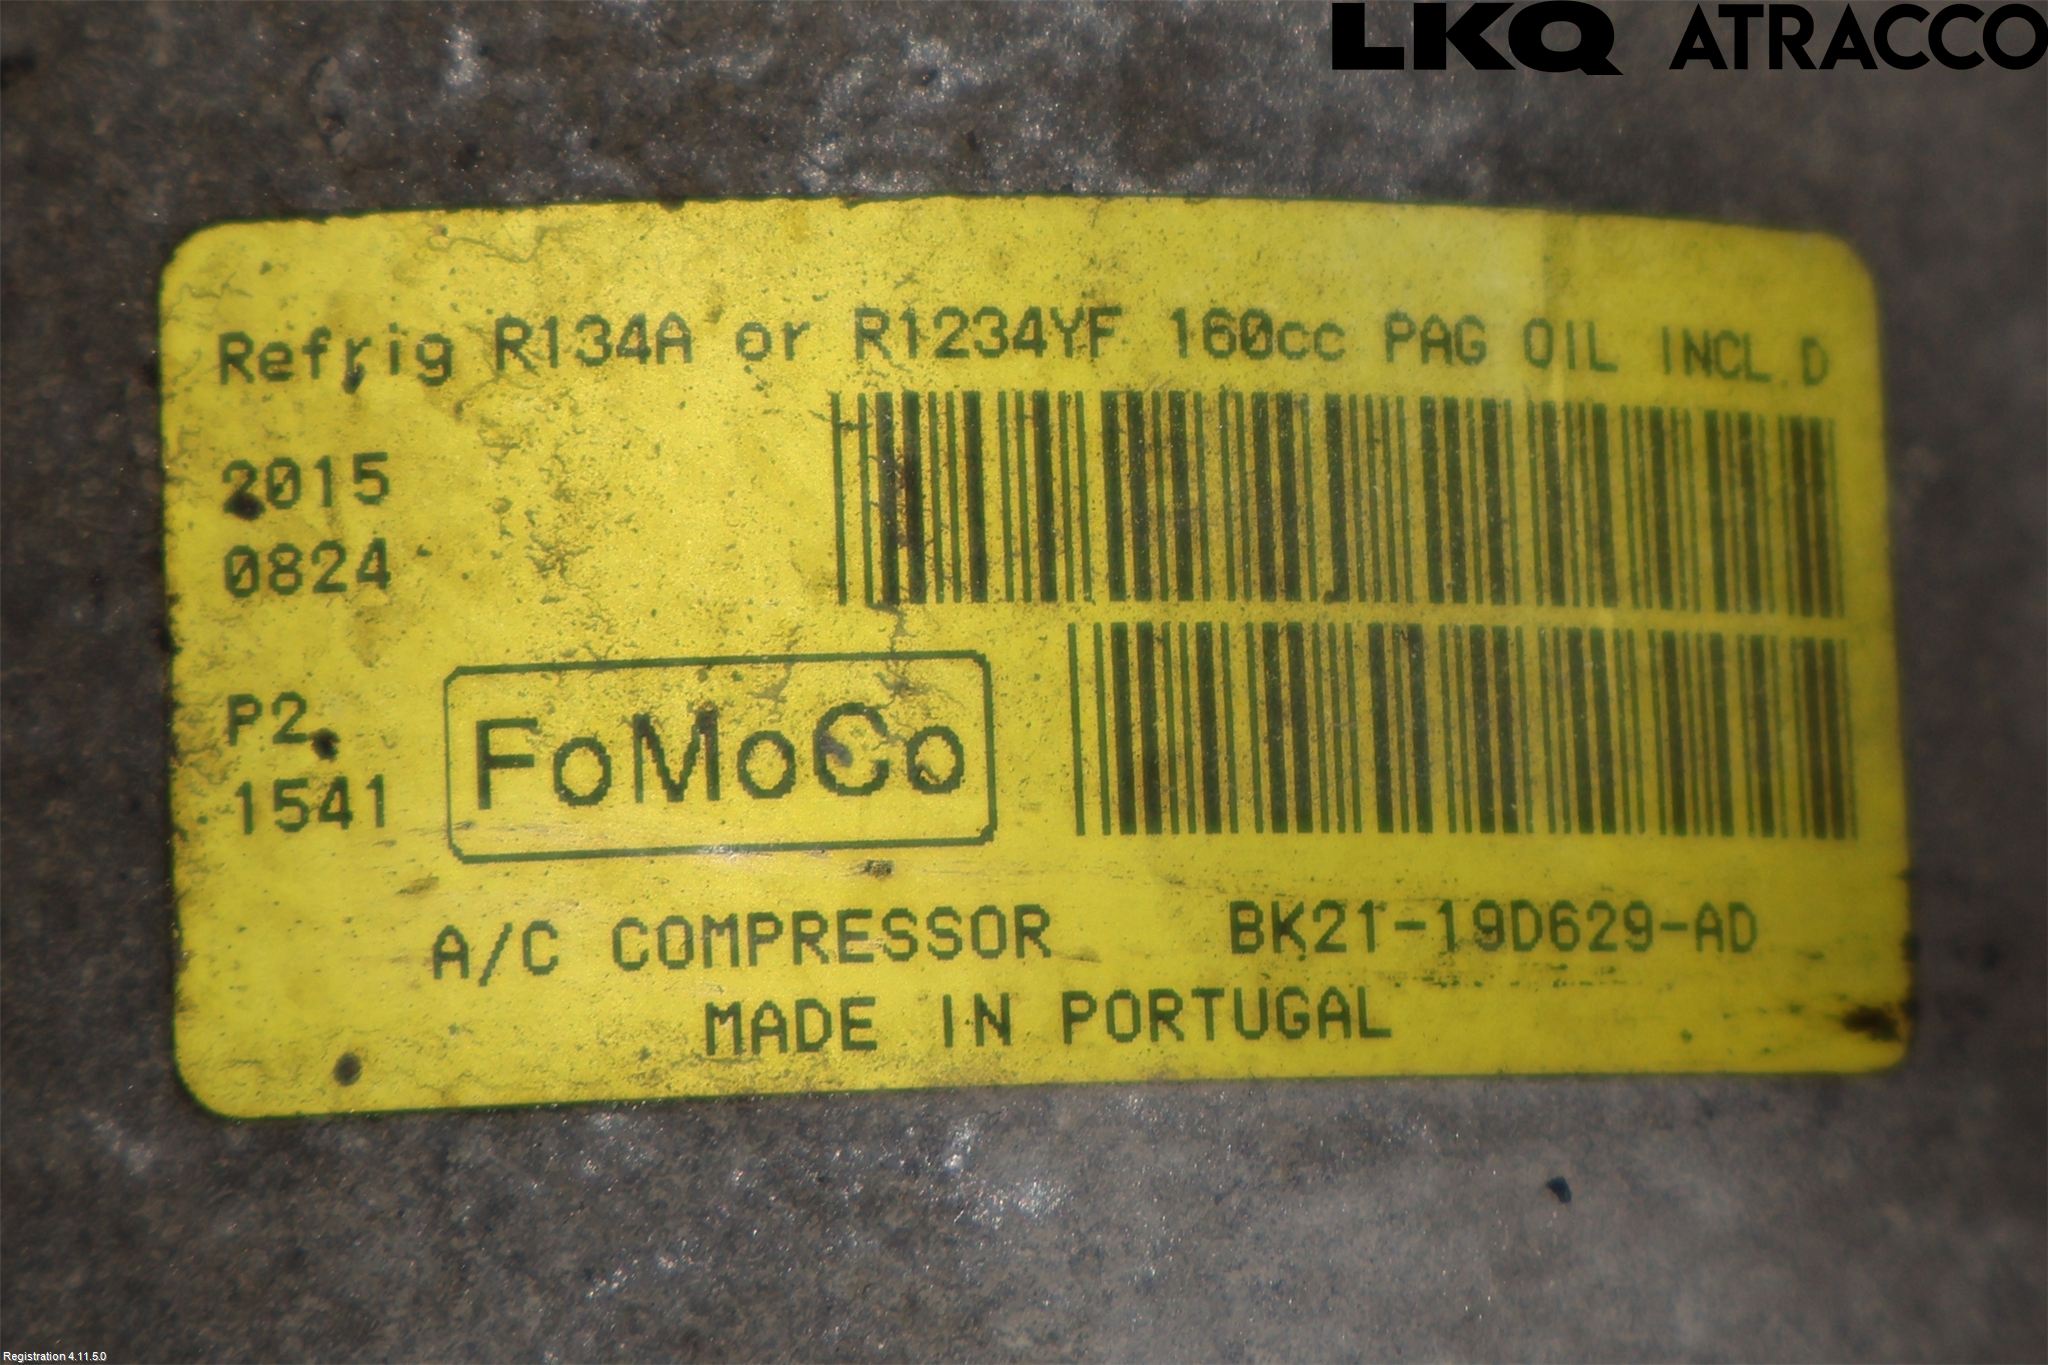 LKQ ATRACCO
Refrig R134A or R1234YF 160cc PAG OIL INCL.D
2015
0824
P2
1541
FoMoCo
A/C COMPRESSOR BK21-19D629-AD
MADE IN PORTUGAL
Registration 4.11.5.0